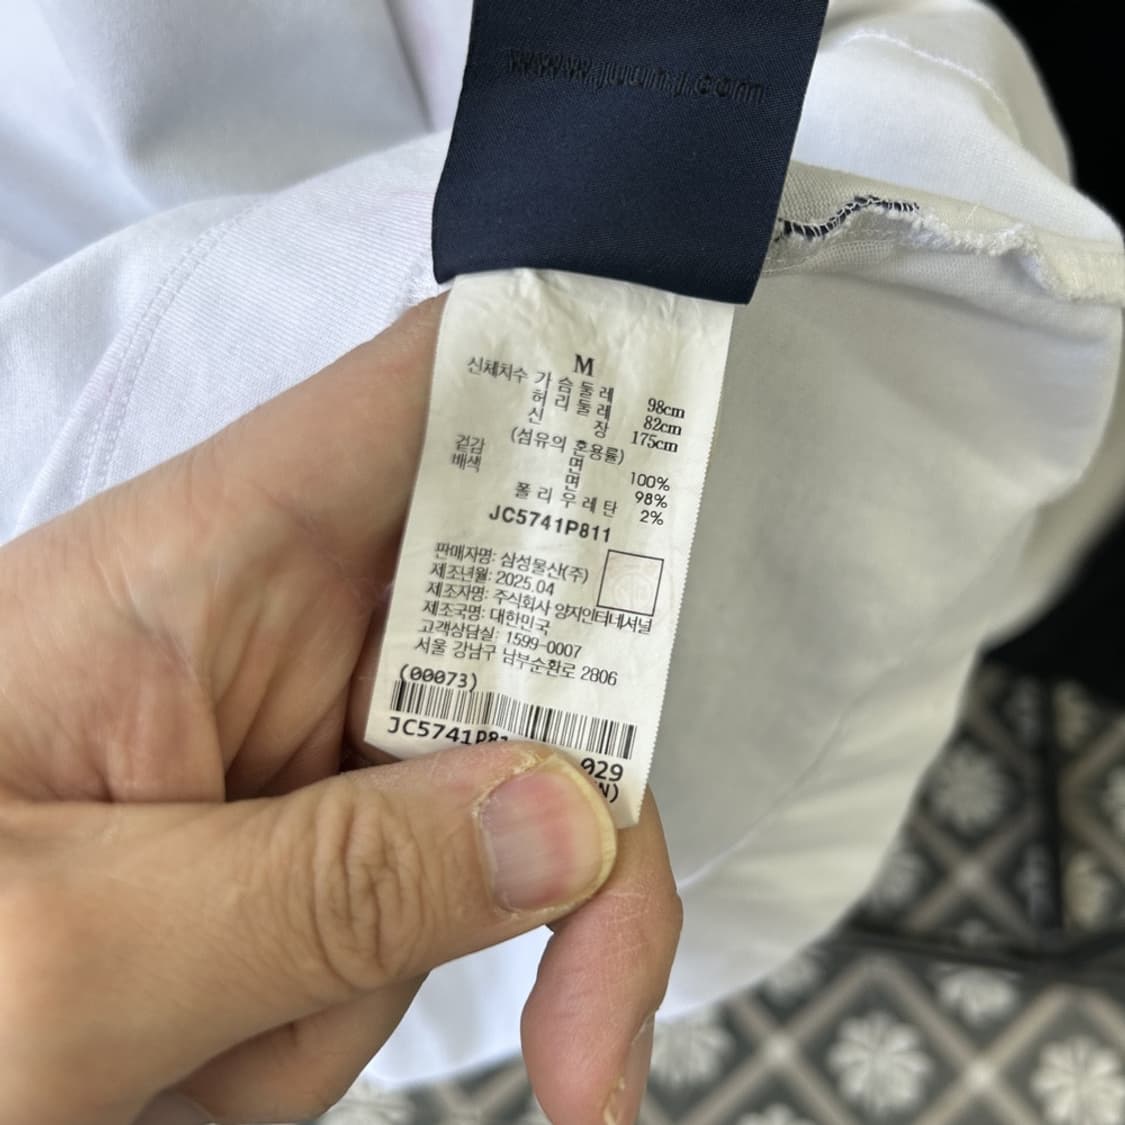 M
신체치수 가 슴 둘 레 98cm
허 리 둘 레 82cm
신 장 175cm
(섬유의 혼용률)
겉감 면 100%
배색 면 98%
폴 리 우 레 탄 2%
JC5741P811
판매자명: 삼성물산(주)
제조년월: 2025.04
제조자명: 주식회사 양지인터내셔널
제조국명: 대한민국
고객상담실: 1599-0007
서울 강남구 남부순환로 2806
(00073)
029